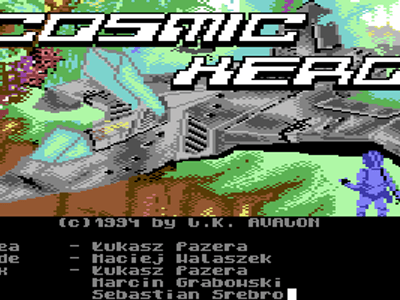 COSMIC
HERO
(c)1994 by L.K. AVALON
ea - Łukasz Pazera
de - Maciej Walaszek
x - Łukasz Pazera
Marcin Grabowski
Sebastian Srebro